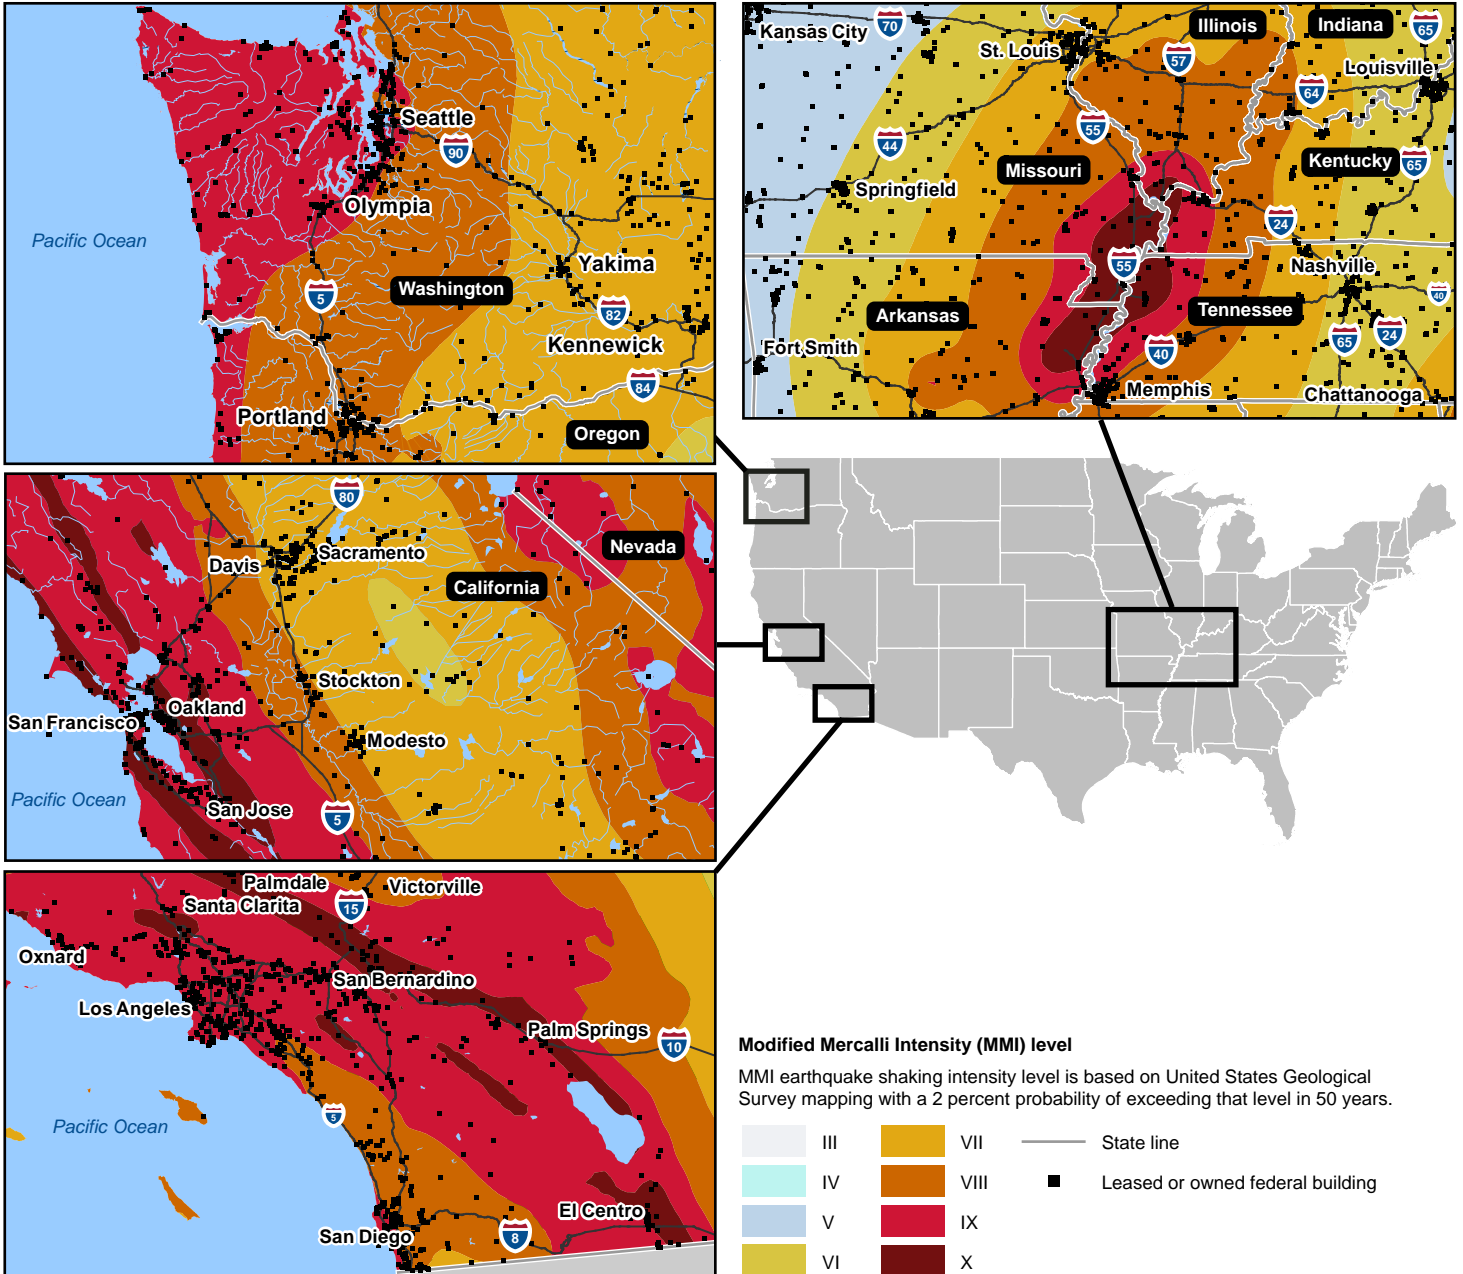 Seattle
90
Olympia
Pacific Ocean
Yakima
Washington
5
82
Kennewick
84
Portland
Oregon
Kansas City
70
Illinois
Indiana
65
St. Louis
57
Louisville
64
55
44
Missouri
Kentucky
65
Springfield
24
55
Nashville
40
Arkansas
Tennessee
65
24
Fort Smith
40
Memphis
Chattanooga
80
Sacramento
Nevada
Davis
California
Stockton
Oakland
San Francisco
Modesto
Pacific Ocean
San Jose
5
Palmdale
Victorville
Santa Clarita
15
Oxnard
San Bernardino
Los Angeles
Palm Springs
10
5
Pacific Ocean
El Centro
San Diego
8
Modified Mercalli Intensity (MMI) level
MMI earthquake shaking intensity level is based on United States Geological
Survey mapping with a 2 percent probability of exceeding that level in 50 years.
III
VII
State line
IV
VIII
Leased or owned federal building
V
IX
VI
X